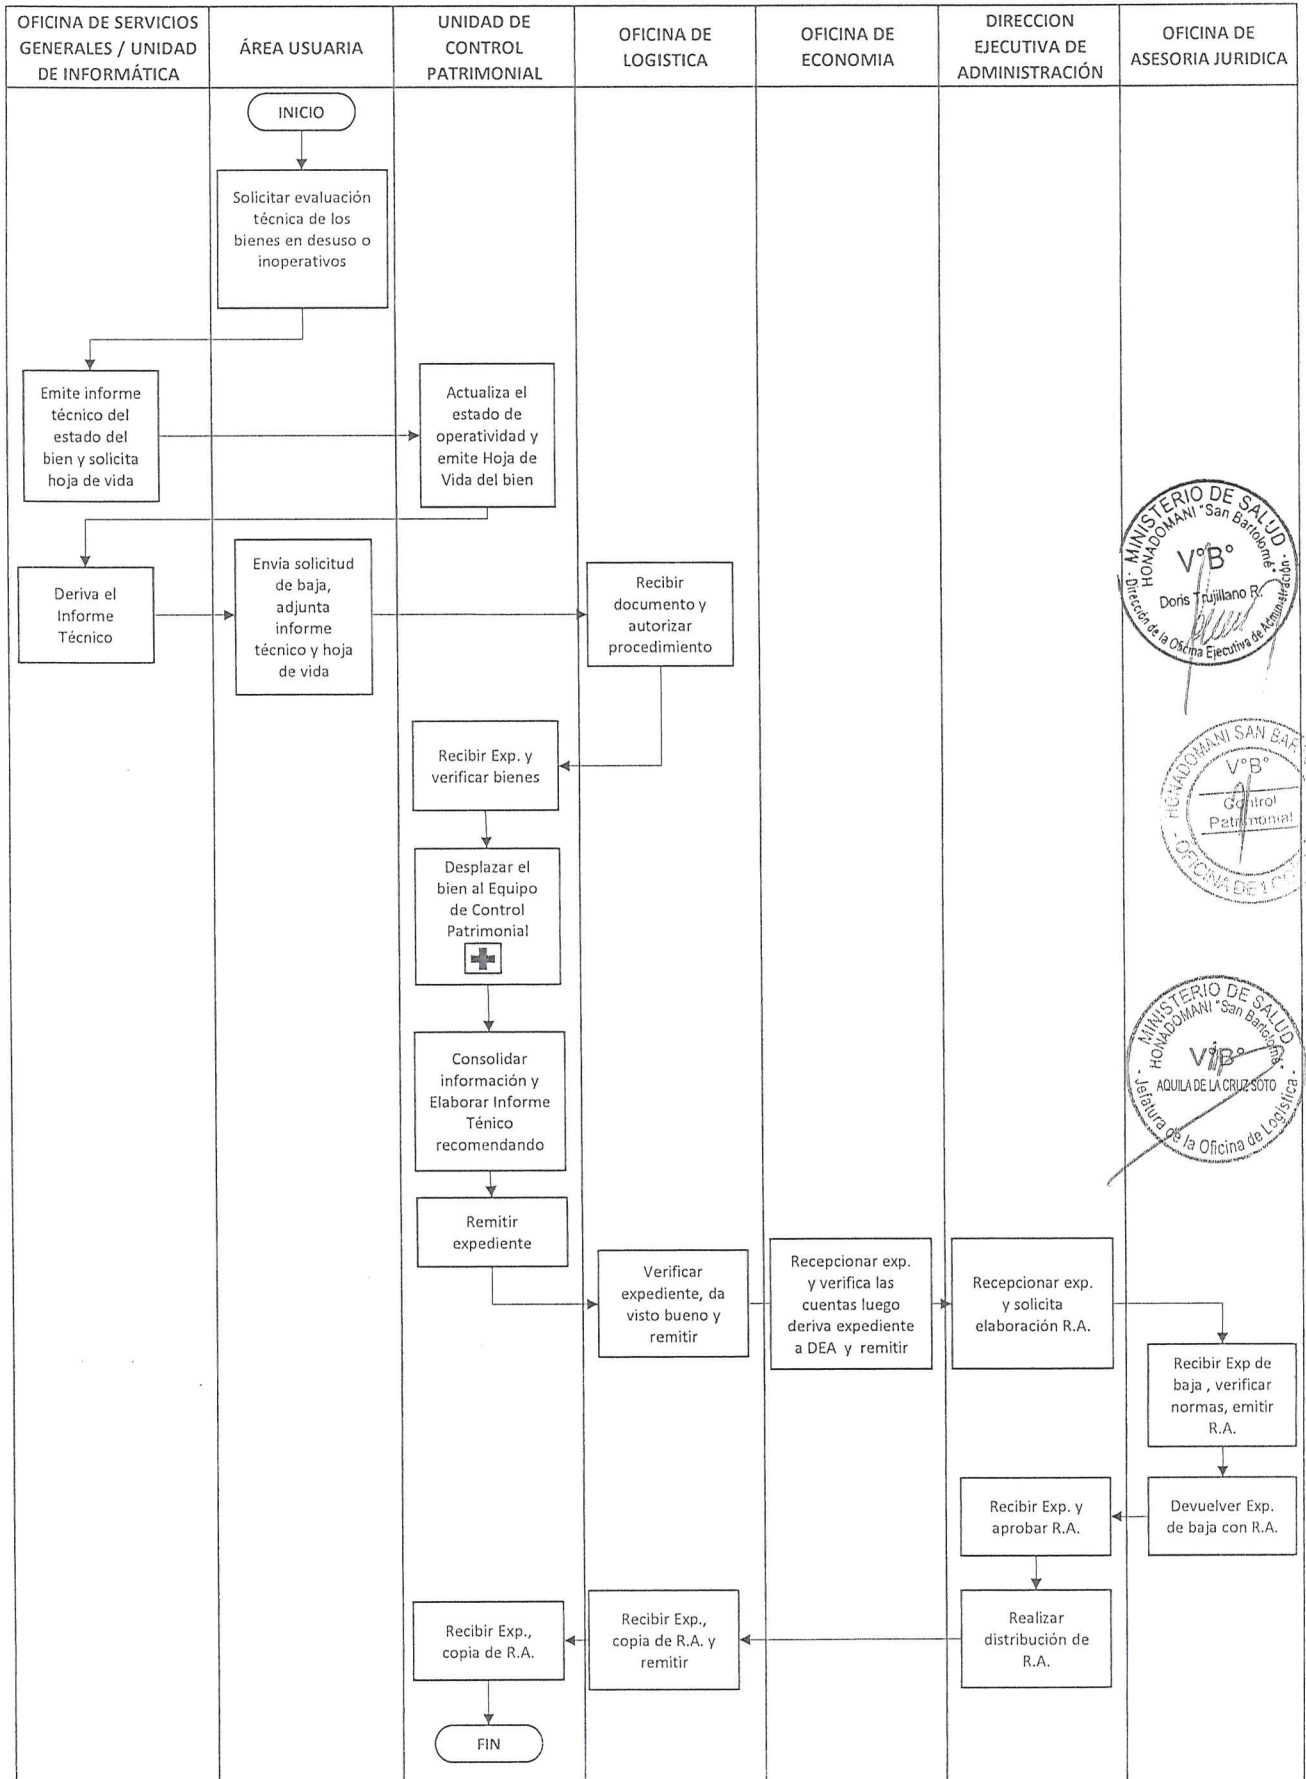 OFICINA DE SERVICIOS
GENERALES / UNIDAD
DE INFORMÁTICA
ÁREA USUARIA
UNIDAD DE
CONTROL
PATRIMONIAL
OFICINA DE
LOGISTICA
OFICINA DE
ECONOMIA
DIRECCION
EJECUTIVA DE
ADMINISTRACIÓN
OFICINA DE
ASESORIA JURIDICA
INICIO
Solicitar evaluación
técnica de los
bienes en desuso o
inoperativos
Emite informe
técnico del
estado del
bien y solicita
hoja de vida
Actualiza el
estado de
operatividad y
emite Hoja de
Vida del bien
Deriva el
Informe
Técnico
Envía solicitud
de baja,
adjunta
informe
técnico y hoja
de vida
Recibir
documento y
autorizar
procedimiento
MINISTERIO DE SALUD
HONADOMANI "San Bartolomé"
V°B°
Doris Trujillano R.
Dirección de la Oficina Ejecutiva de Administración
Recibir Exp. y
verificar bienes
HONADOMANI SAN
V°B°
Control
Patrimonial
OFICINA DE
Desplazar el
bien al Equipo
de Control
Patrimonial
Consolidar
información y
Elaborar Informe
Ténico
recomendando
MINISTERIO DE SALUD
HONADOMANI "San Bartolomé"
V°B°
AQUILA DE LA CRUZ SOTO
Jefatura de la Oficina de Logística
Remitir
expediente
Verificar
expediente, da
visto bueno y
remitir
Recepcionar exp.
y verifica las
cuentas luego
deriva expediente
a DEA y remitir
Recepcionar exp.
y solicita
elaboración R.A.
Recibir Exp de
baja , verificar
normas, emitir
R.A.
Devuelver Exp.
de baja con R.A.
Recibir Exp. y
aprobar R.A.
Realizar
distribución de
R.A.
Recibir Exp.,
copia de R.A. y
remitir
Recibir Exp.,
copia de R.A.
FIN